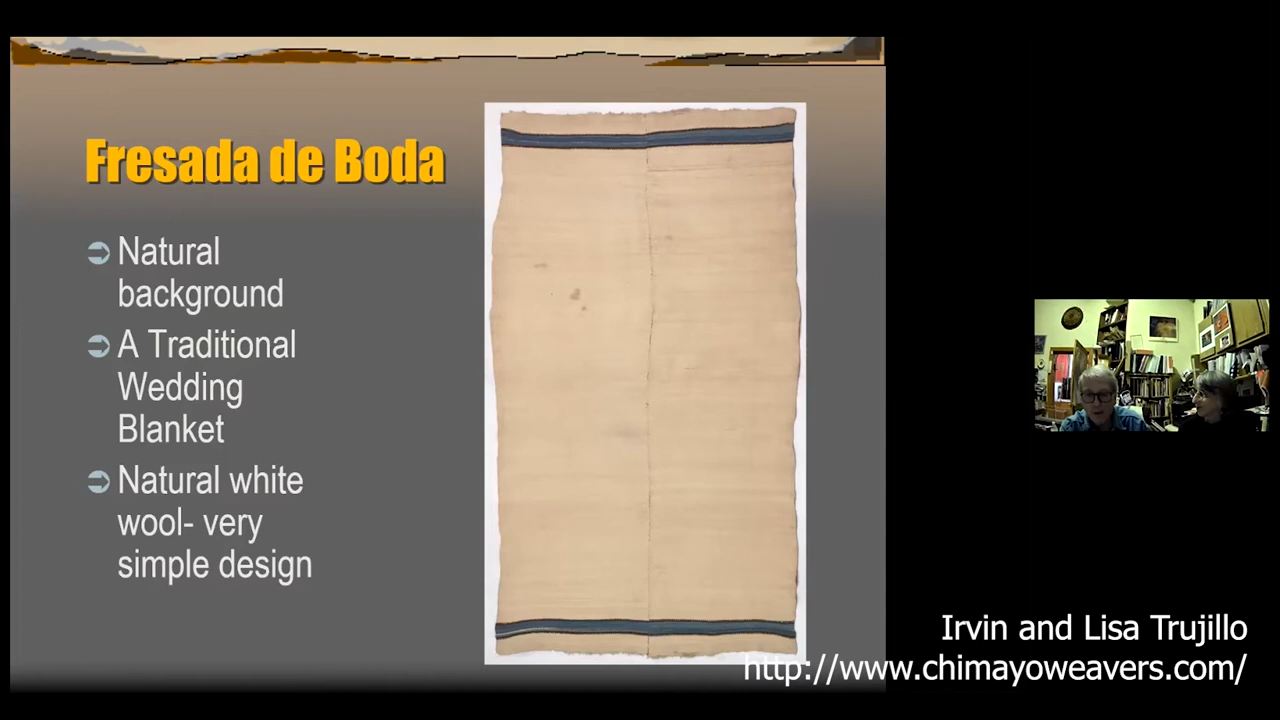 Fresada de Boda
Natural
background
A Traditional
Wedding
Blanket
Natural white
wool- very
simple design
Irvin and Lisa Trujillo
http://www.chimayoweavers.com/